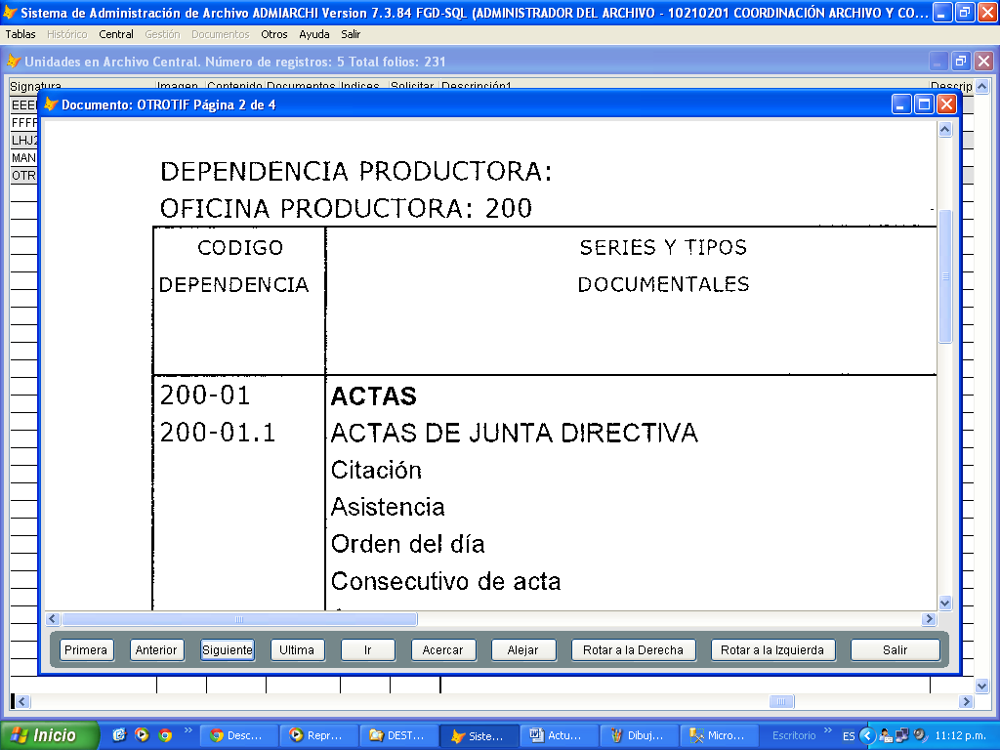 Sistema de Administración de Archivo ADMIARCHI Version 7.3.84 FGD-SQL (ADMINISTRADOR DEL ARCHIVO - 10210201 COORDINACIÓN ARCHIVO Y CO...
Tablas Histórico Central Gestión Documentos Otros Ayuda Salir
Unidades en Archivo Central. Número de registros: 5 Total folios: 231
Signatura Imagen Contenido Documentos Indices Solicitar Descripción1 Descrip
Documento: OTROTIF Página 2 de 4
LHJ2
MAN
OTR
DEPENDENCIA PRODUCTORA:
OFICINA PRODUCTORA: 200
CODIGO DEPENDENCIA
SERIES Y TIPOS DOCUMENTALES
200-01 ACTAS
200-01.1 ACTAS DE JUNTA DIRECTIVA
Citación
Asistencia
Orden del día
Consecutivo de acta
Primera Anterior Siguiente Ultima Ir Acercar Alejar Rotar a la Derecha Rotar a la Izquierda Salir
Inicio Desc... Repr... DEST... Siste... Actu... Dibuj... Micro... Escritorio ES 11:12 p.m.